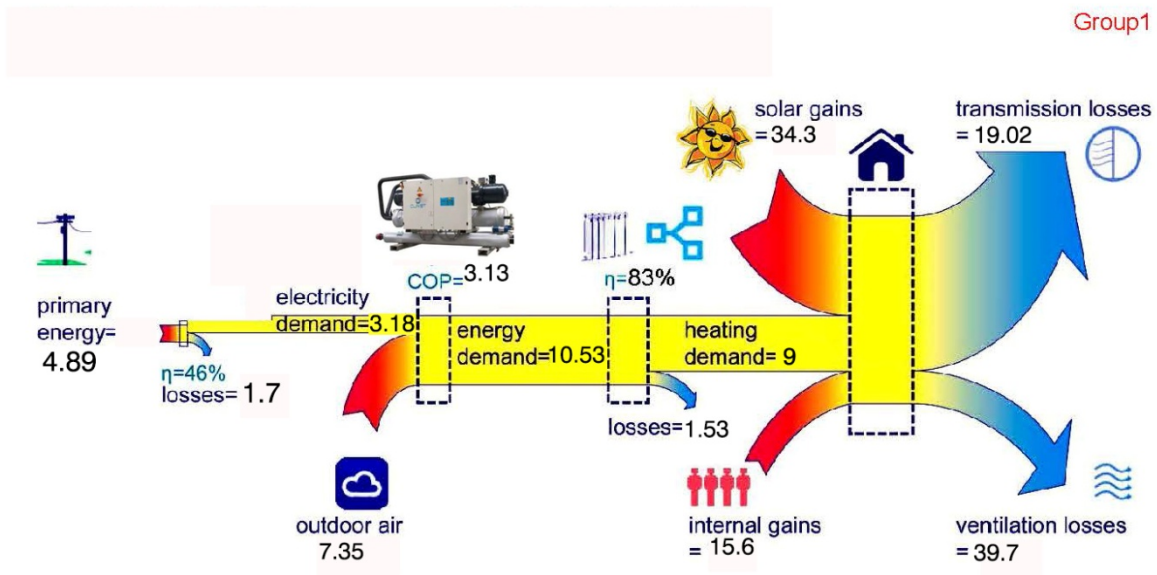 Group1
solar gains
= 34.3
transmission losses
= 19.02
COP=3.13
η=83%
primary
energy=
4.89
electricity
demand=3.18
energy
demand=10.53
heating
demand= 9
η=46%
losses= 1.7
losses=1.53
outdoor air
7.35
internal gains
= 15.6
ventilation losses
= 39.7